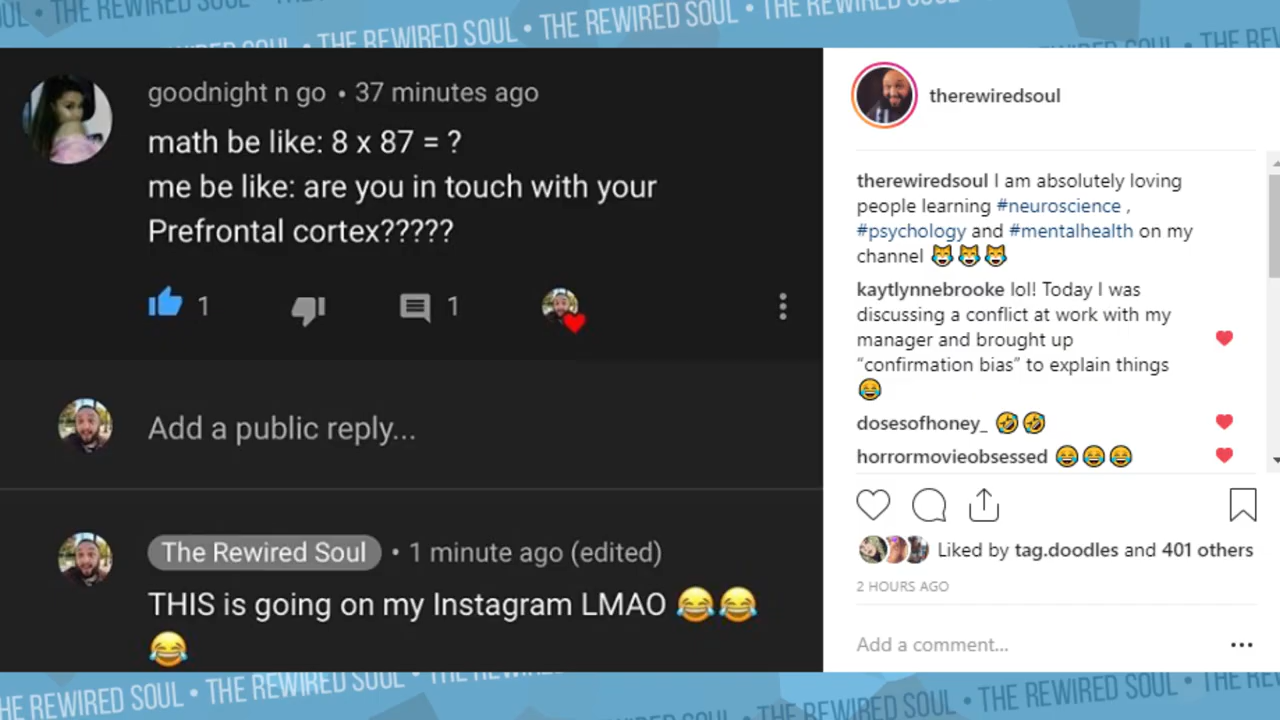 THE REWIRED SOUL • THE REWIRED SOUL • THE REWIRED SOUL
goodnight n go • 37 minutes ago
math be like: 8 x 87 = ?
me be like: are you in touch with your
Prefrontal cortex?????
1
1
Add a public reply...
The Rewired Soul • 1 minute ago (edited)
THIS is going on my Instagram LMAO 😂😂
😂
therewiredsoul
therewiredsoul I am absolutely loving
people learning #neuroscience ,
#psychology and #mentalhealth on my
channel 😹😹😹
kaytlynnebrooke lol! Today I was
discussing a conflict at work with my
manager and brought up
“confirmation bias” to explain things
😂
dosesofhoney_ 🤣🤣
horrormovieobsessed 😂😂😂
Liked by tag.doodles and 401 others
2 HOURS AGO
Add a comment...
THE REWIRED SOUL • THE REWIRED SOUL • THE REWIRED SOUL • THE REWIRED SOUL